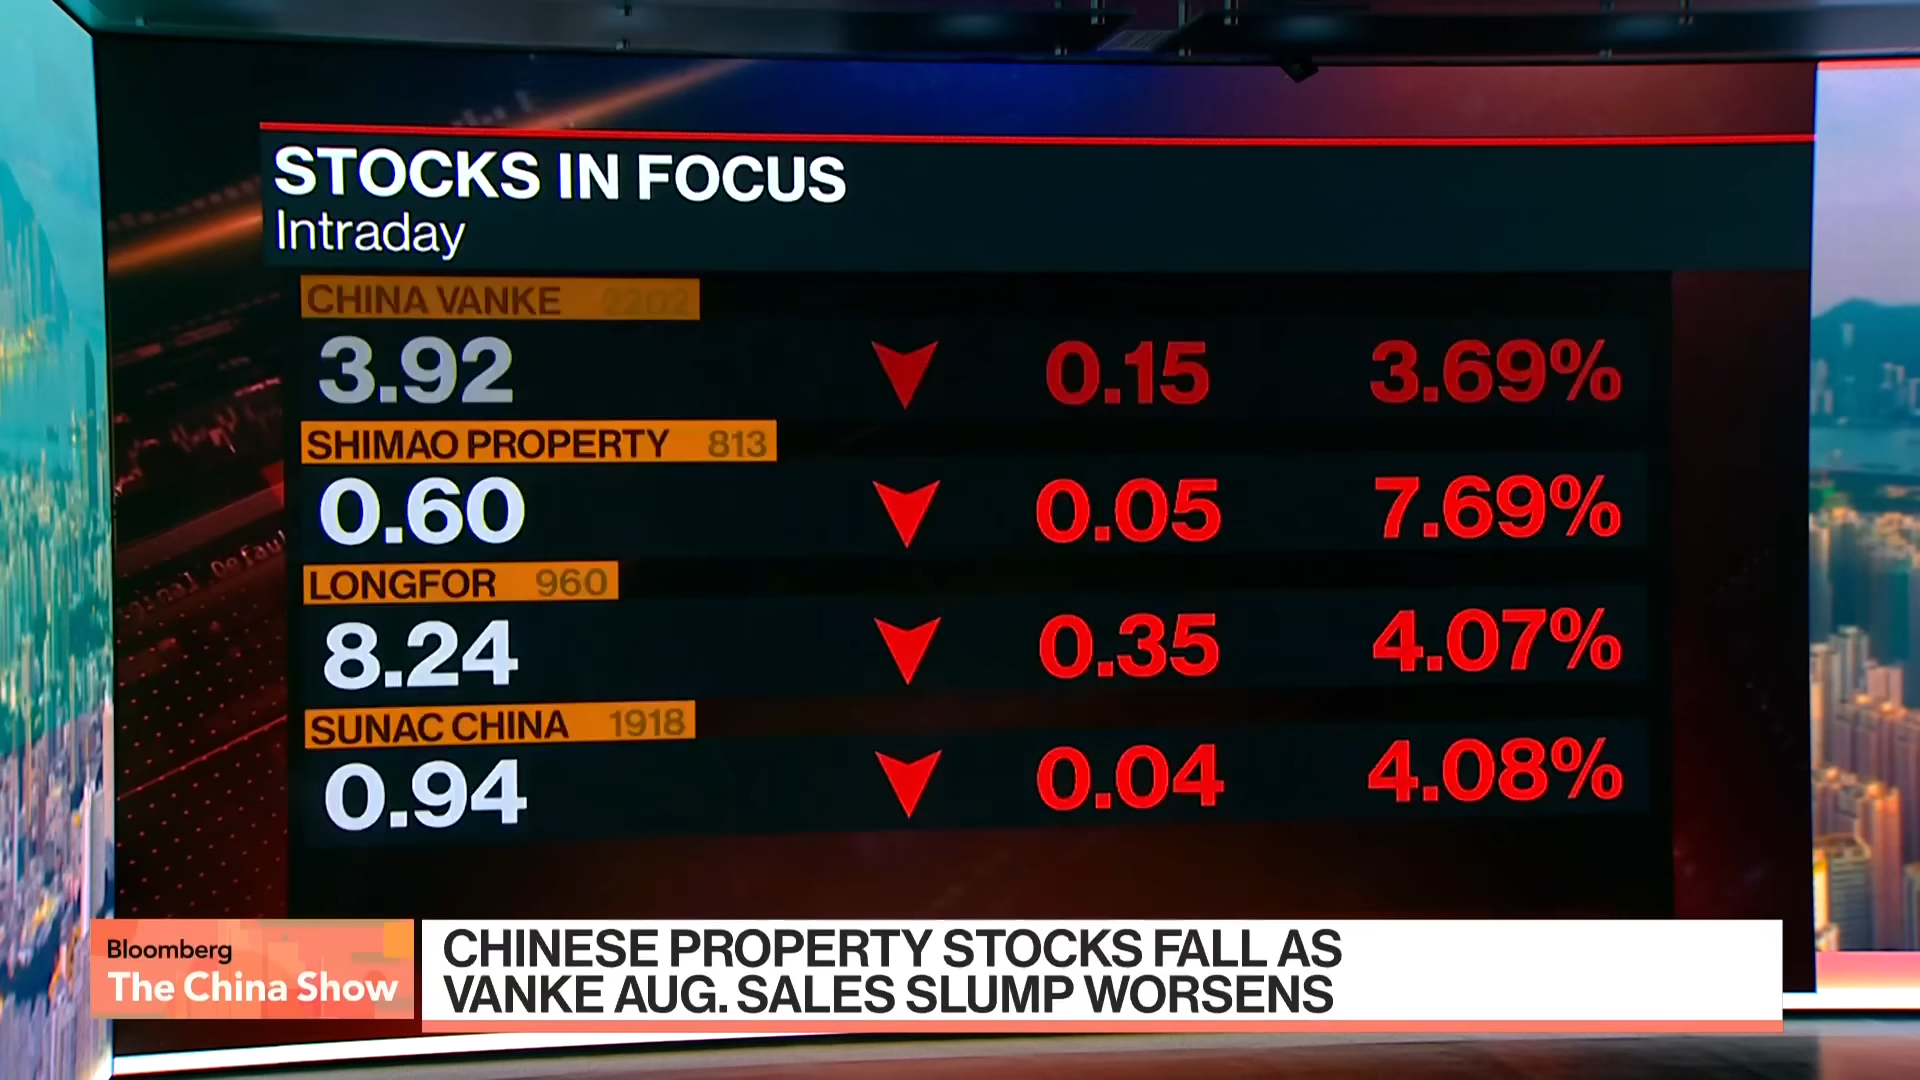 STOCKS IN FOCUS
Intraday
CHINA VANKE 2202
3.92 0.15 3.69%
SHIMAO PROPERTY 813
0.60 0.05 7.69%
LONGFOR 960
8.24 0.35 4.07%
SUNAC CHINA 1918
0.94 0.04 4.08%
Bloomberg
The China Show
CHINESE PROPERTY STOCKS FALL AS
VANKE AUG. SALES SLUMP WORSENS